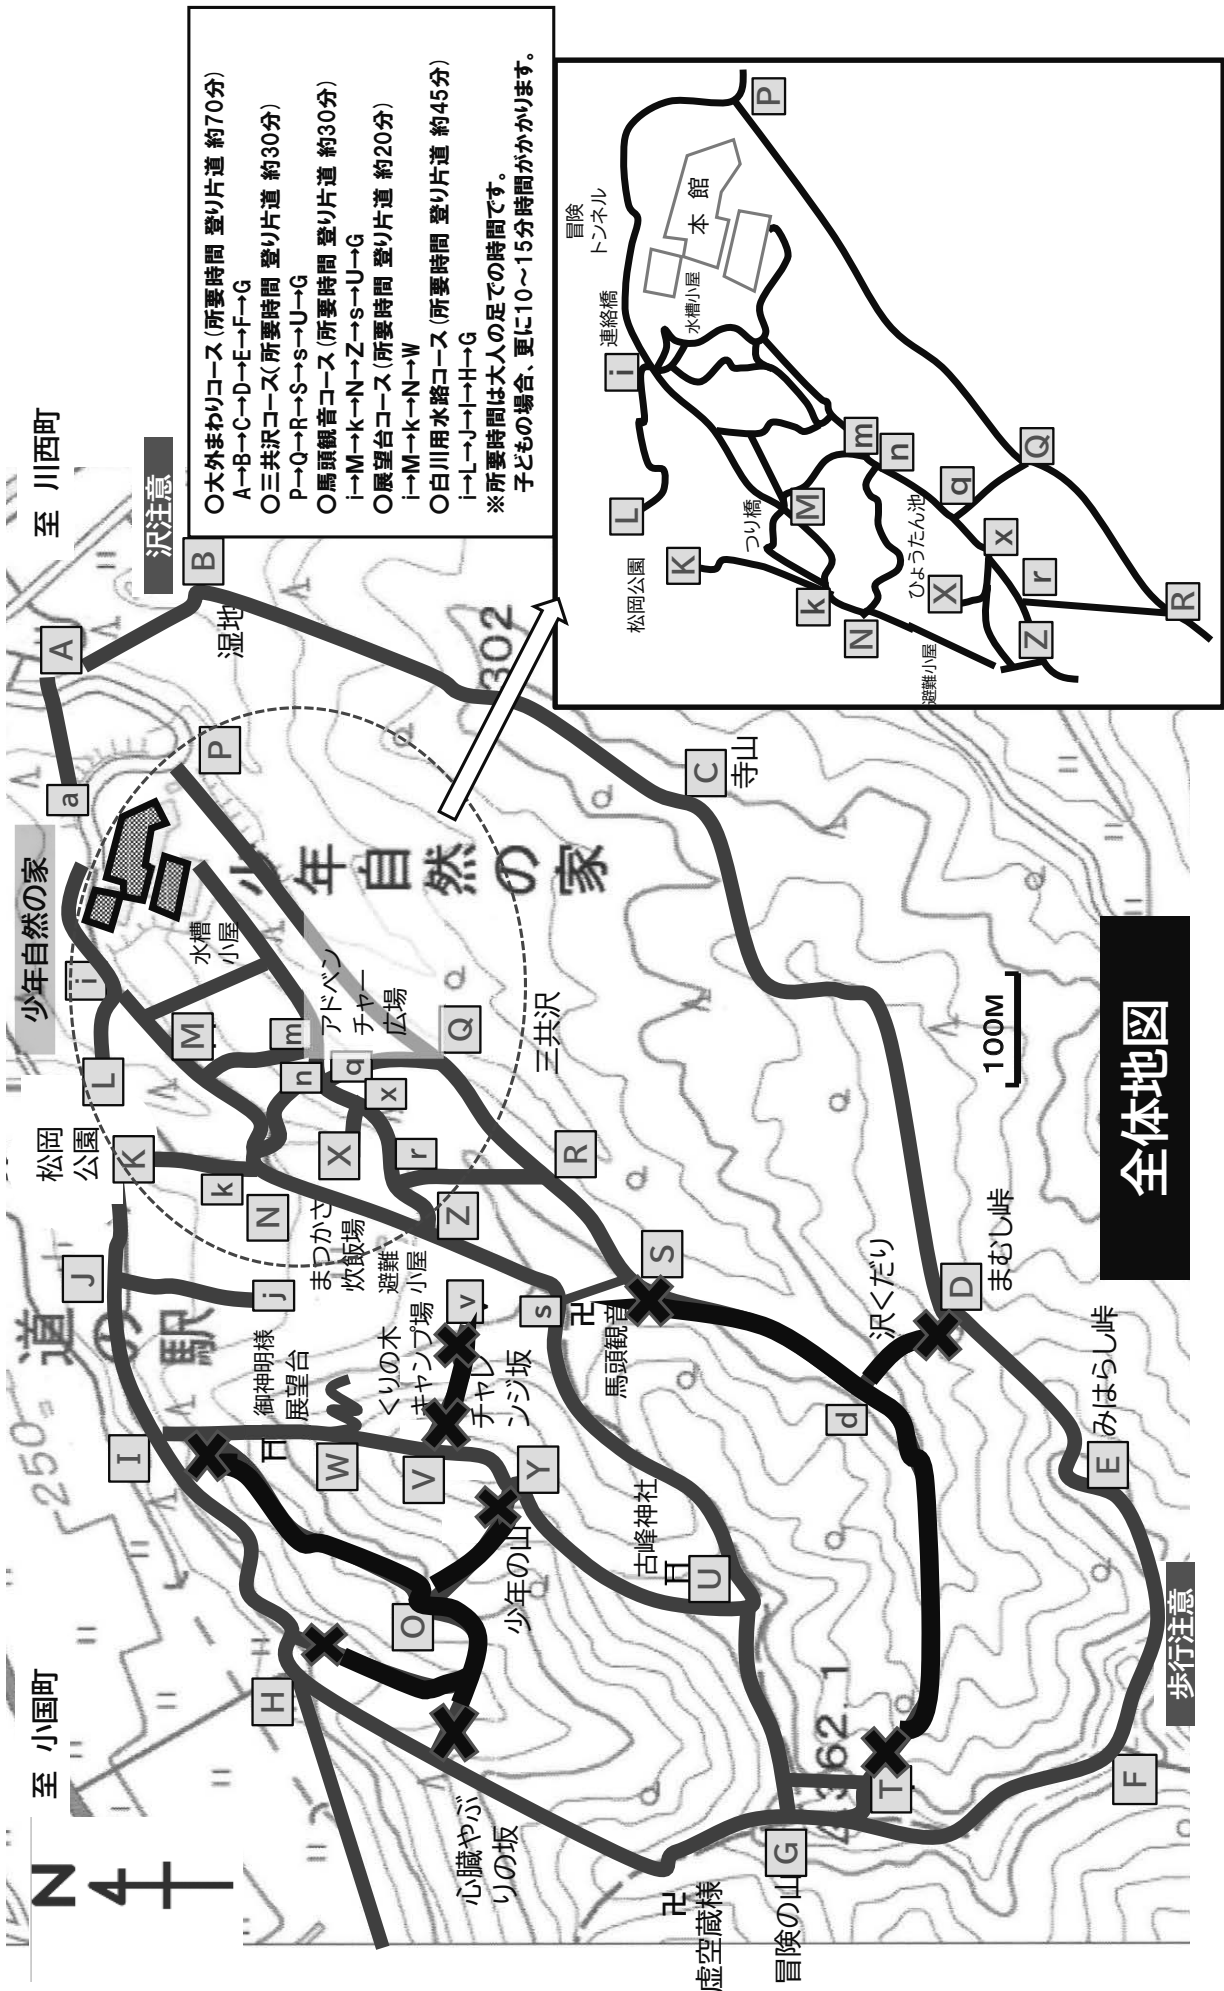 ○大外まわりコース(所要時間 登り片道 約70分)
A→B→C→D→E→F→G
○三共沢コース(所要時間 登り片道 約30分)
P→Q→R→S→s→U→G
○馬頭観音コース(所要時間 登り片道 約30分)
i→M→k→N→Z→s→U→G
○展望台コース(所要時間 登り片道 約20分)
i→M→k→N→W
○白川用水路コース(所要時間 登り片道 約45分)
i→L→J→I→H→G
※所要時間は大人の足での時間です。
子どもの場合、更に10~15分時間がかかります。
至 小国町
至 川西町
沢注意
N
少年自然の家
道の駅
250
松岡
公園
A
a
B
湿地
P
i
L
K
J
I
H
j
k
N
M
m
n
q
x
X
r
R
Q
Z
水槽
小屋
アドベン
チャー
広場
少年自然の家
三共沢
まつかさ
炊飯場
避難
小屋
御神明様
展望台
くりの木
キャンプ場
チャレ
ンジ坂
W
V
v
Y
O
少年の山
s
卍
馬頭観音
S
古峰神社
U
心臓やぶ
りの坂
卍
虚空蔵様
冒険の山
G
T
362.1
d
沢くだり
D
まむし峠
E
みはらし峠
F
歩行注意
C
寺山
302
100M
全体地図
冒険
トンネル
連絡橋
本館
水槽小屋
P
i
L
つり橋
松岡公園
K
M
m
n
k
N
ひょうたん池
q
Q
X
x
r
R
Z
避難小屋